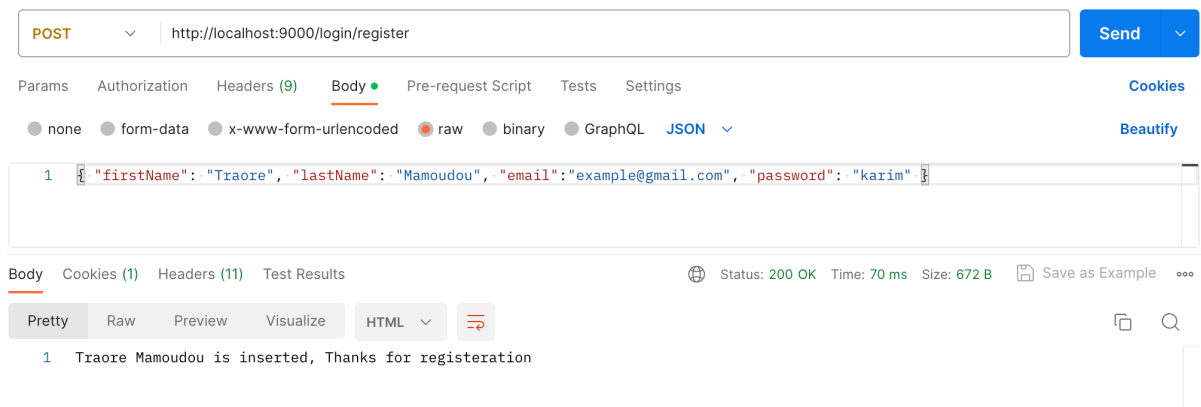 POST http://localhost:9000/login/register Send
Params Authorization Headers (9) Body Pre-request Script Tests Settings Cookies
none form-data x-www-form-urlencoded raw binary GraphQL JSON Beautify
1 { "firstName": "Traore", "lastName": "Mamoudou", "email":"example@gmail.com", "password": "karim" }
Body Cookies (1) Headers (11) Test Results Status: 200 OK Time: 70 ms Size: 672 B Save as Example
Pretty Raw Preview Visualize HTML
1 Traore Mamoudou is inserted, Thanks for registeration